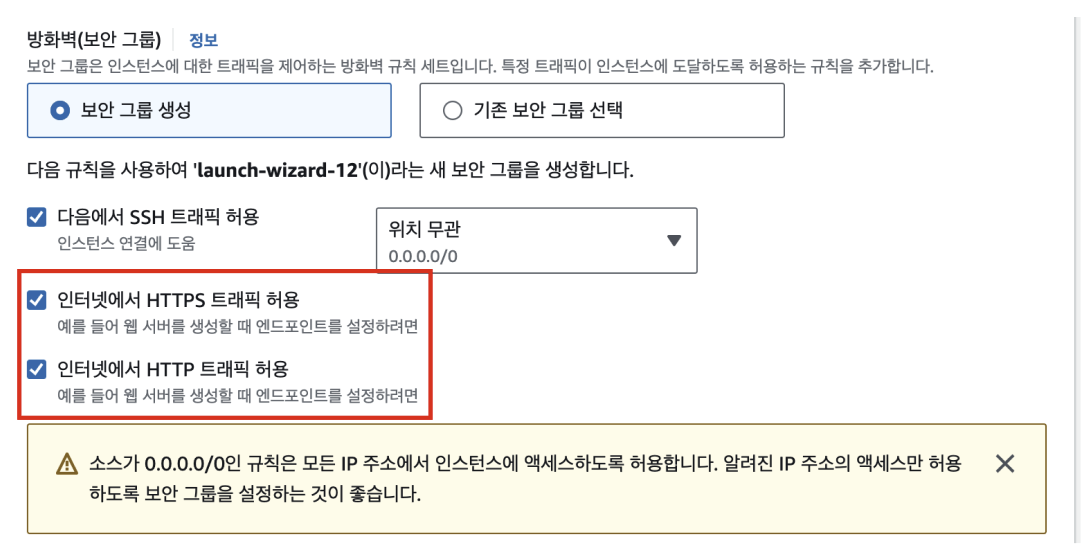 방화벽(보안 그룹) 정보
보안 그룹은 인스턴스에 대한 트래픽을 제어하는 방화벽 규칙 세트입니다. 특정 트래픽이 인스턴스에 도달하도록 허용하는 규칙을 추가합니다.
보안 그룹 생성
기존 보안 그룹 선택
다음 규칙을 사용하여 'launch-wizard-12'(이)라는 새 보안 그룹을 생성합니다.
다음에서 SSH 트래픽 허용
인스턴스 연결에 도움
위치 무관
0.0.0.0/0
인터넷에서 HTTPS 트래픽 허용
예를 들어 웹 서버를 생성할 때 엔드포인트를 설정하려면
인터넷에서 HTTP 트래픽 허용
예를 들어 웹 서버를 생성할 때 엔드포인트를 설정하려면
소스가 0.0.0.0/0인 규칙은 모든 IP 주소에서 인스턴스에 액세스하도록 허용합니다. 알려진 IP 주소의 액세스만 허용
하도록 보안 그룹을 설정하는 것이 좋습니다.